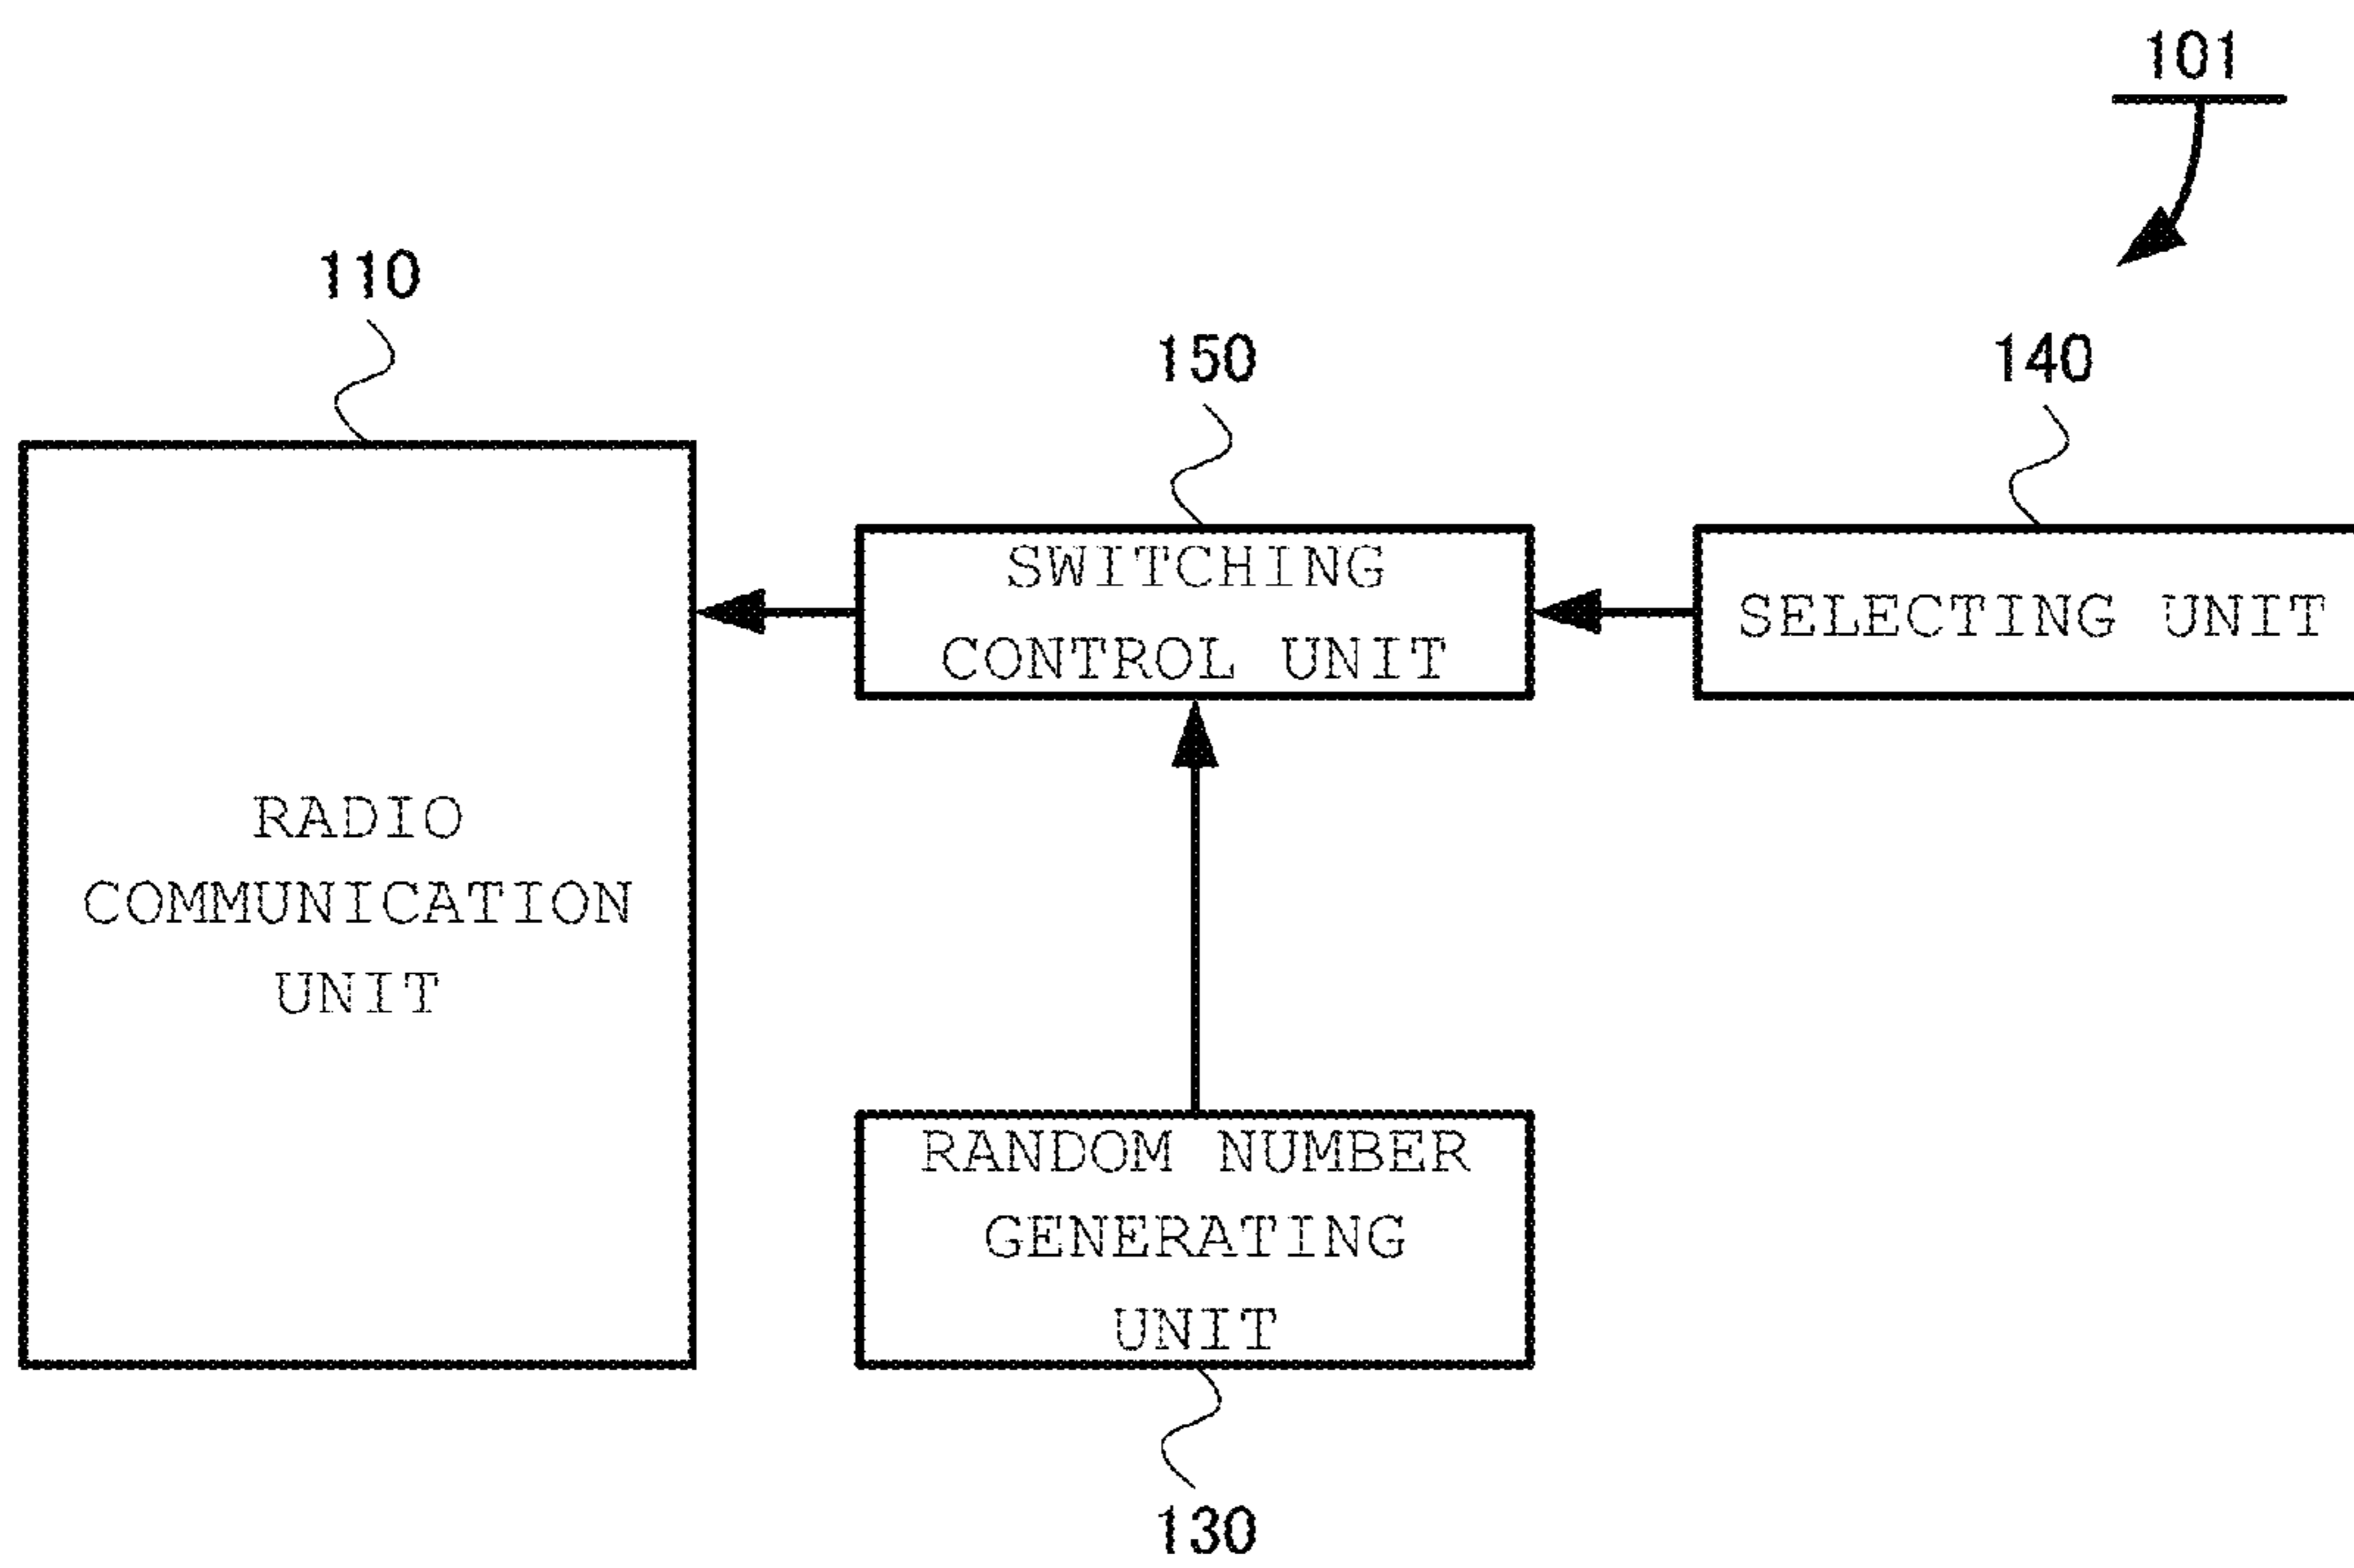 101
110
150
140
SWITCHING
CONTROL UNIT
SELECTING UNIT
RADIO
COMMUNICATION
UNIT
RANDOM NUMBER
GENERATING
UNIT
130